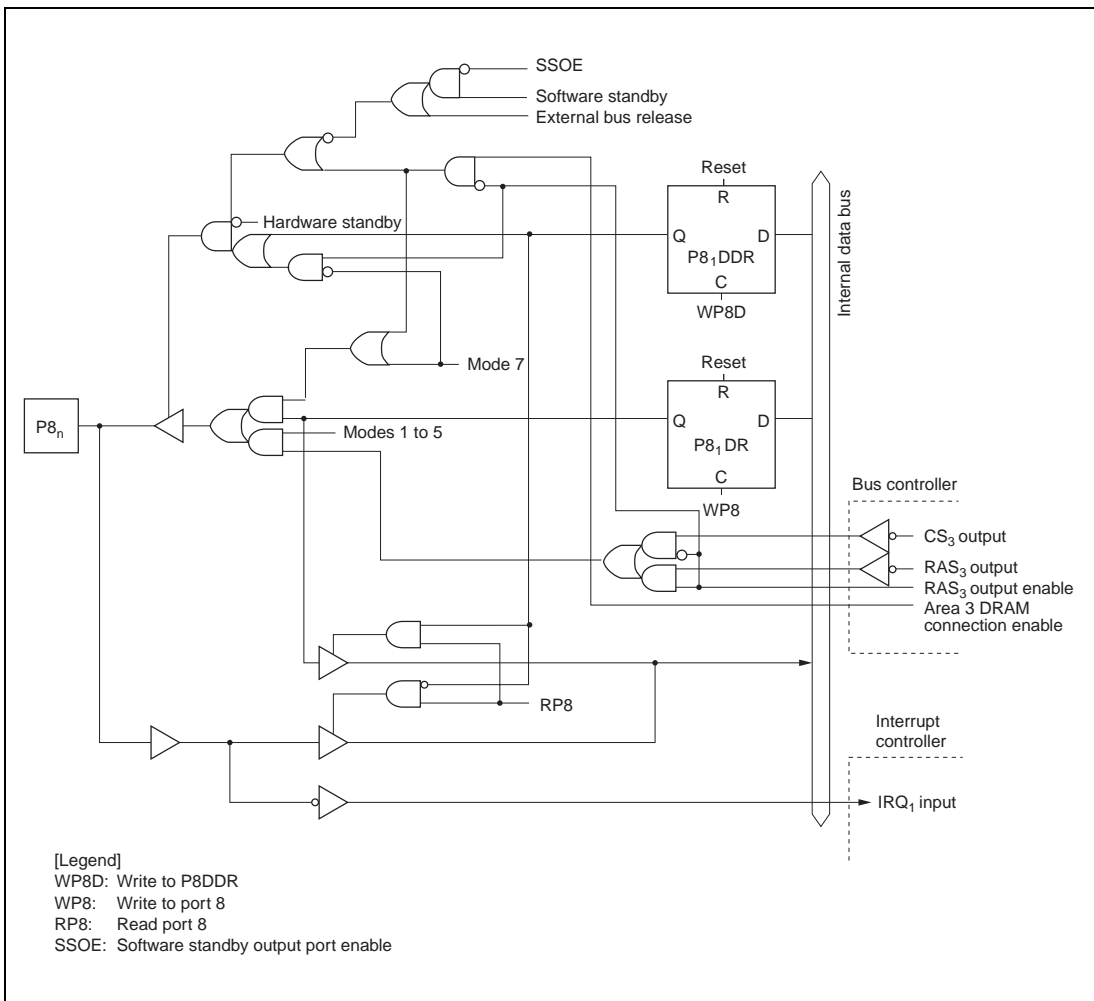 SSOE
Software standby
External bus release
Reset
R
Hardware standby
Q
D
P8₁DDR
C
WP8D
Internal data bus
Mode 7
Reset
R
P8ₙ
Q
D
Modes 1 to 5
P8₁DR
C
WP8
Bus controller
CS₃ output
RAS₃ output
RAS₃ output enable
Area 3 DRAM
connection enable
RP8
Interrupt
controller
IRQ₁ input
[Legend]
WP8D: Write to P8DDR
WP8: Write to port 8
RP8: Read port 8
SSOE: Software standby output port enable